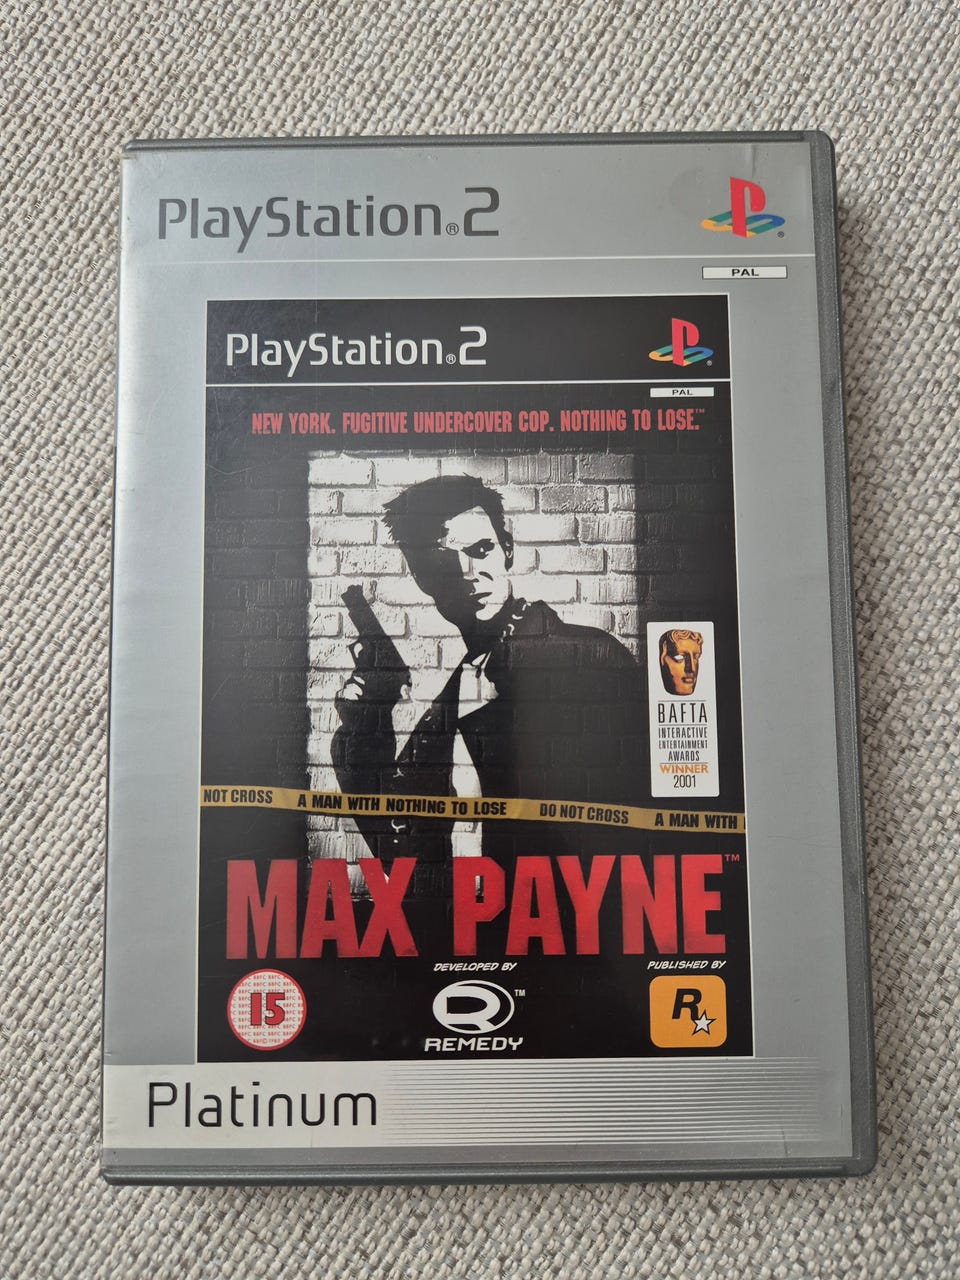 PlayStation®2
PAL
PlayStation®2
PAL
NEW YORK. FUGITIVE UNDERCOVER COP. NOTHING TO LOSE.™
BAFTA
INTERACTIVE
ENTERTAINMENT
AWARDS
WINNER
2001
NOT CROSS A MAN WITH NOTHING TO LOSE DO NOT CROSS A MAN WITH
MAX PAYNE™
DEVELOPED BY
PUBLISHED BY
15
R™
REMEDY
R
Platinum